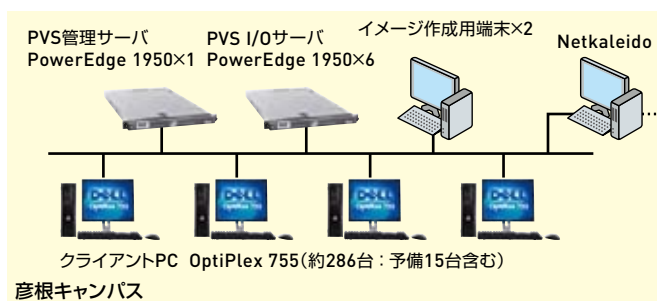 PVS管理サーバ
PowerEdge 1950×1
PVS I/Oサーバ
PowerEdge 1950×6
イメージ作成用端末×2
Netkaleido
クライアントPC OptiPlex 755(約286台：予備15台含む)
彦根キャンパス